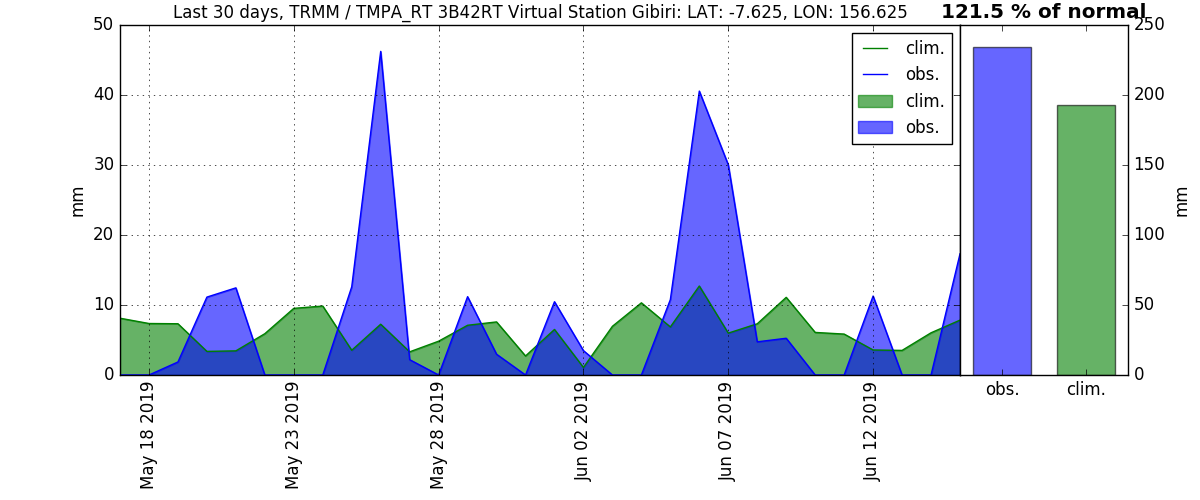 Last 30 days, TRMM / TMPA_RT 3B42RT Virtual Station Gibiri: LAT: -7.625, LON: 156.625
121.5 % of normal
50
40
30
20
10
0
mm
clim.
obs.
clim.
obs.
May 18 2019
May 23 2019
May 28 2019
Jun 02 2019
Jun 07 2019
Jun 12 2019
250
200
150
100
50
0
mm
obs.
clim.